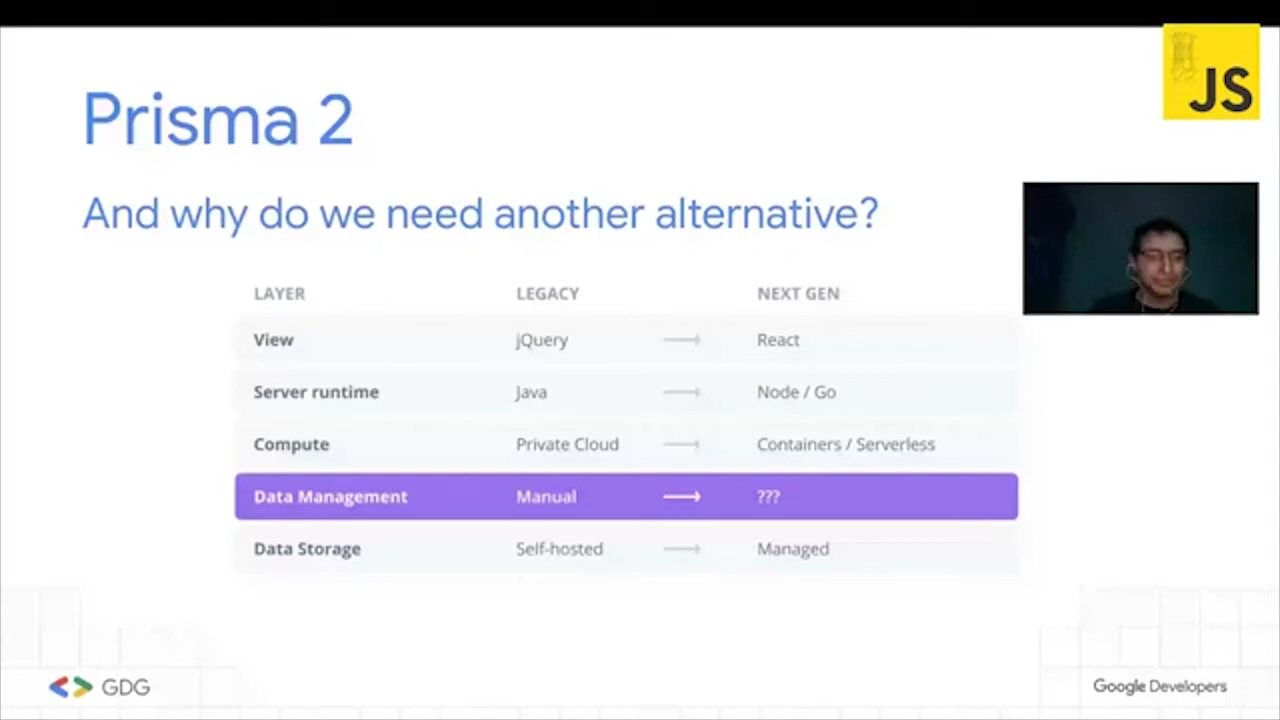 JS
Prisma 2
And why do we need another alternative?
LAYER LEGACY NEXT GEN
View jQuery → React
Server runtime Java → Node / Go
Compute Private Cloud → Containers / Serverless
Data Management Manual → ???
Data Storage Self-hosted → Managed
GDG Google Developers